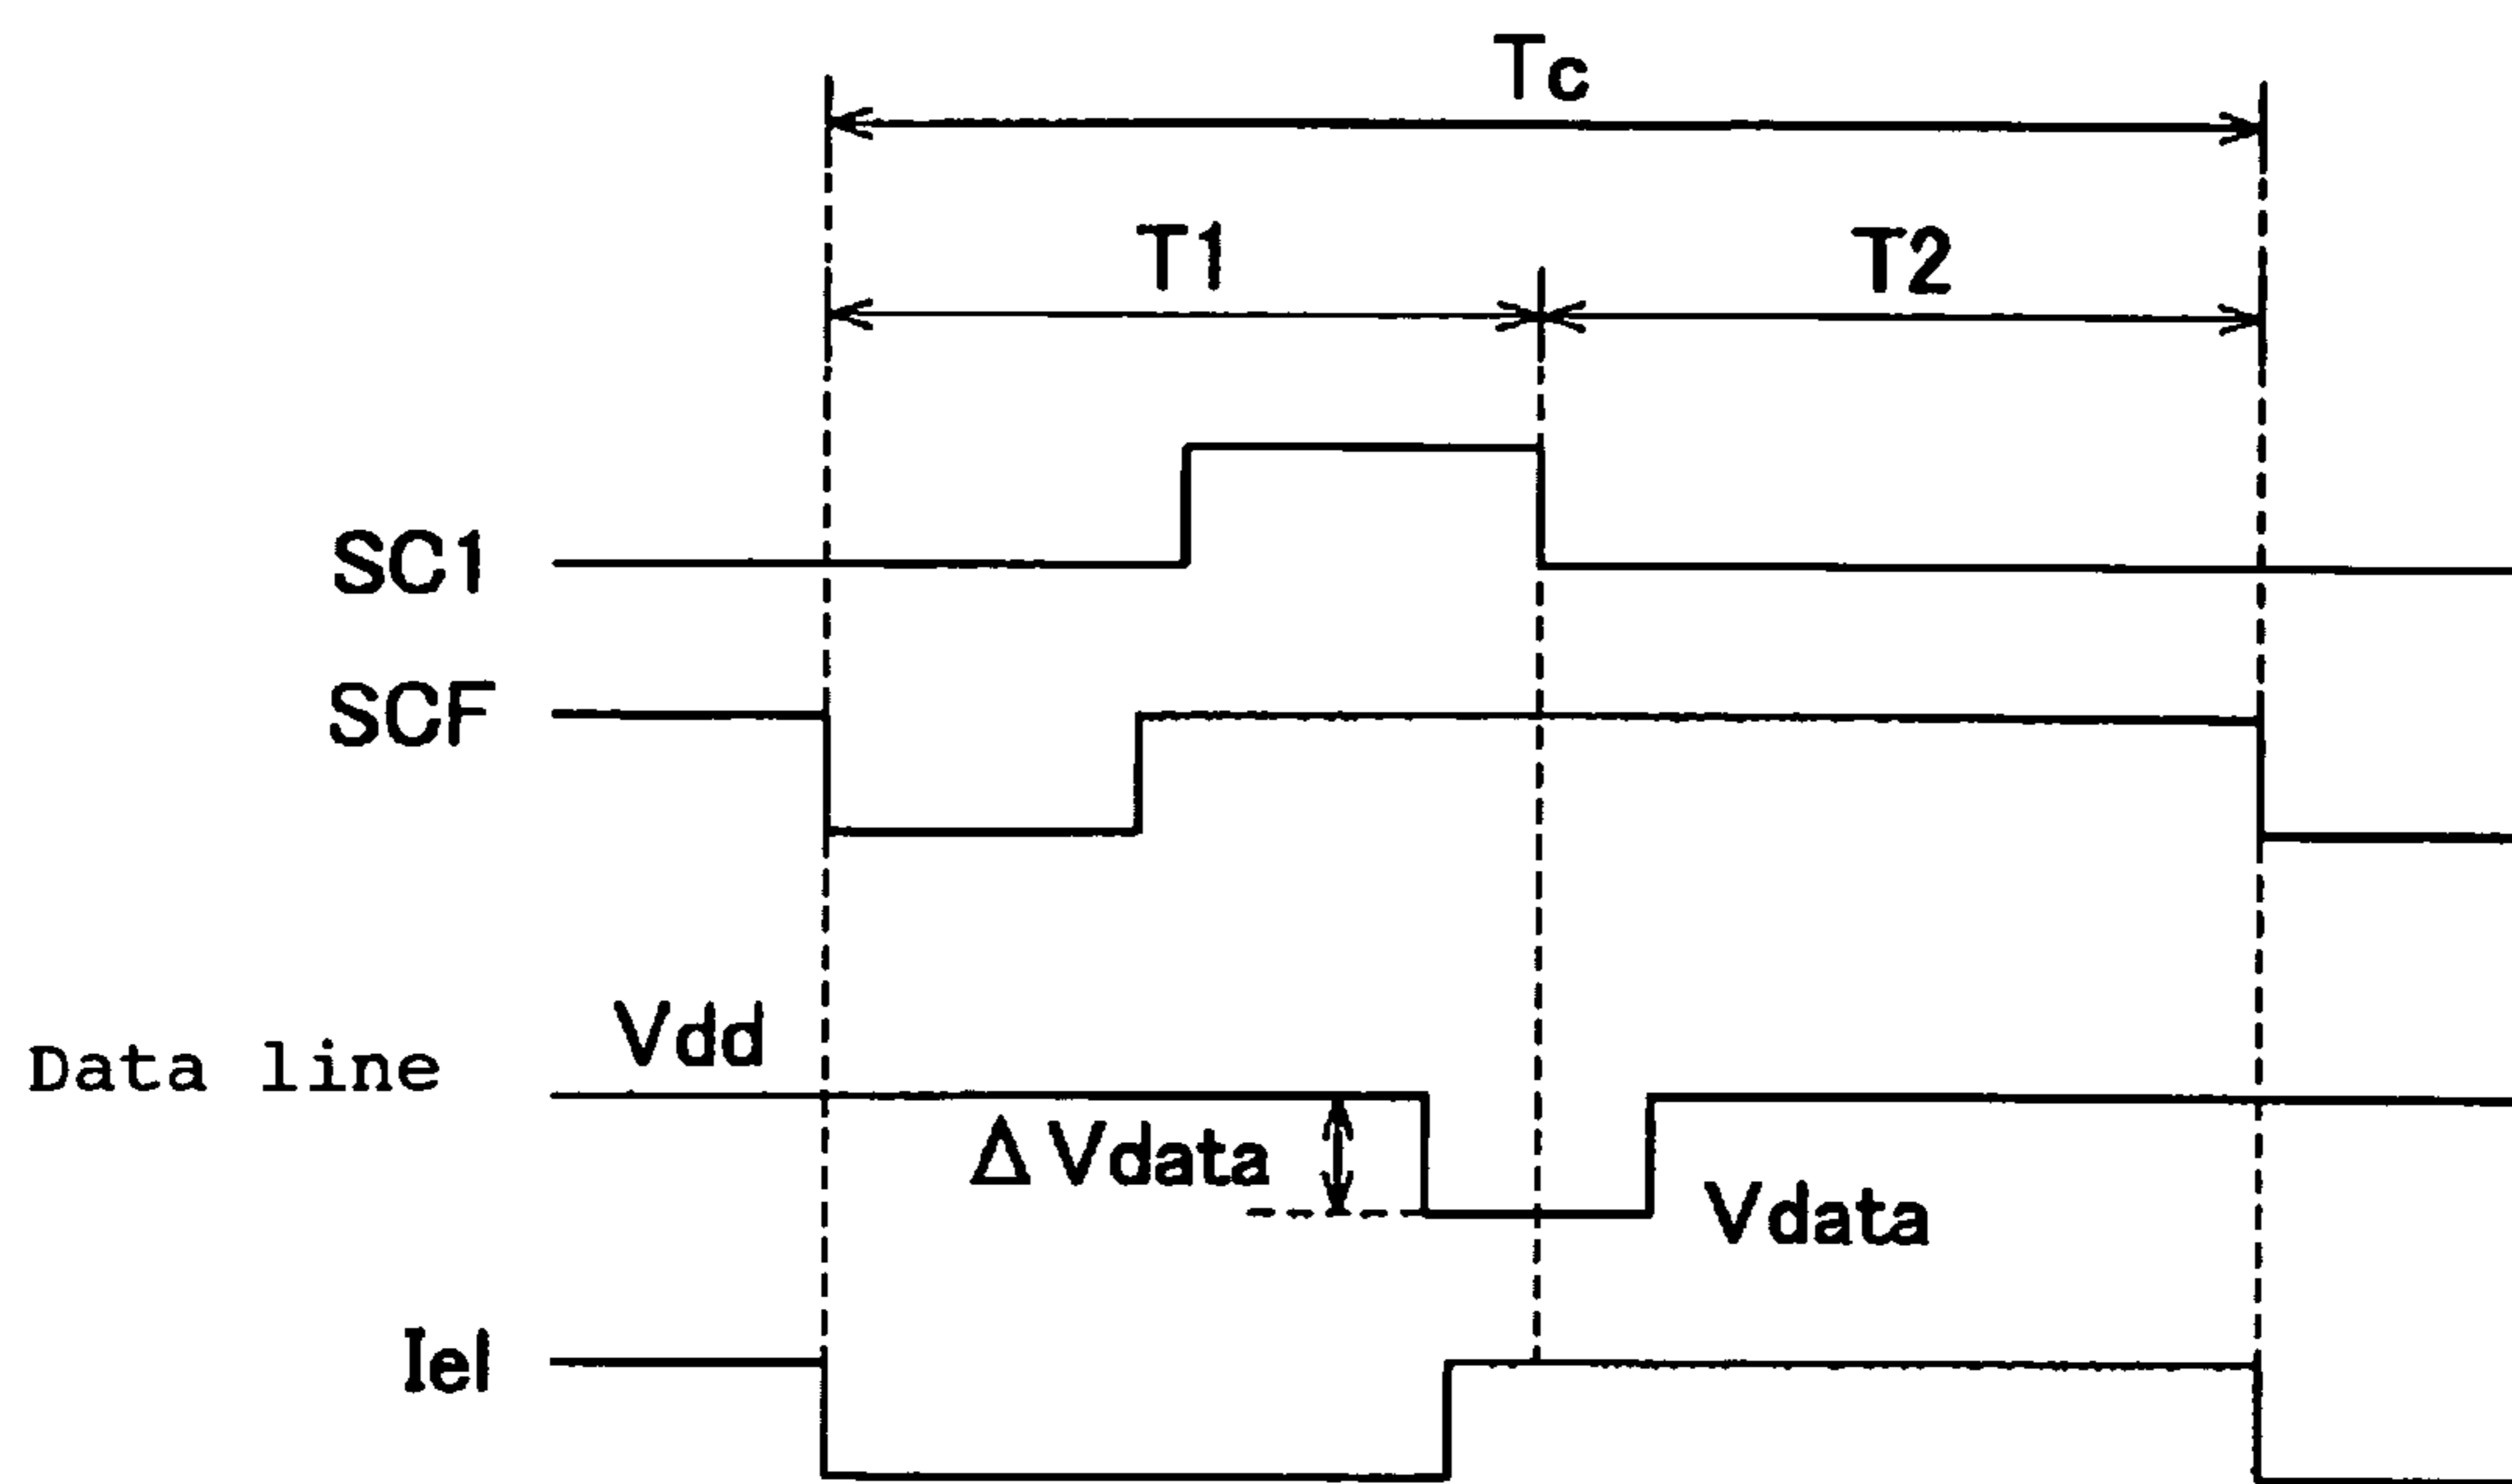 Tc
T1
T2
SC1
SCF
Vdd
Data line
ΔVdata
Vdata
Iel